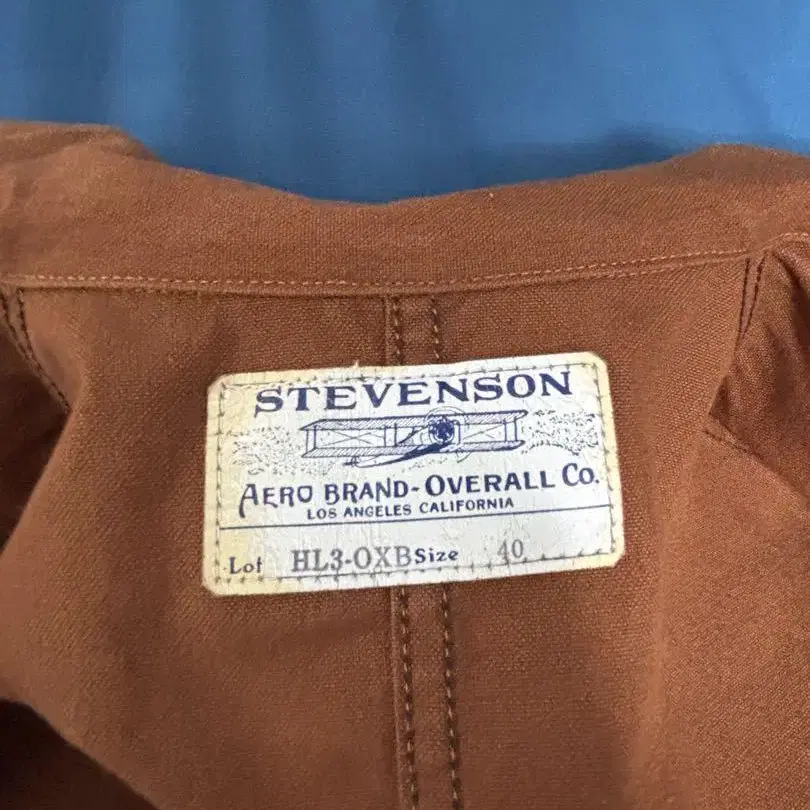 STEVENSON
AERO BRAND-OVERALL CO.
LOS ANGELES CALIFORNIA
Lot HL3-OXB Size 40